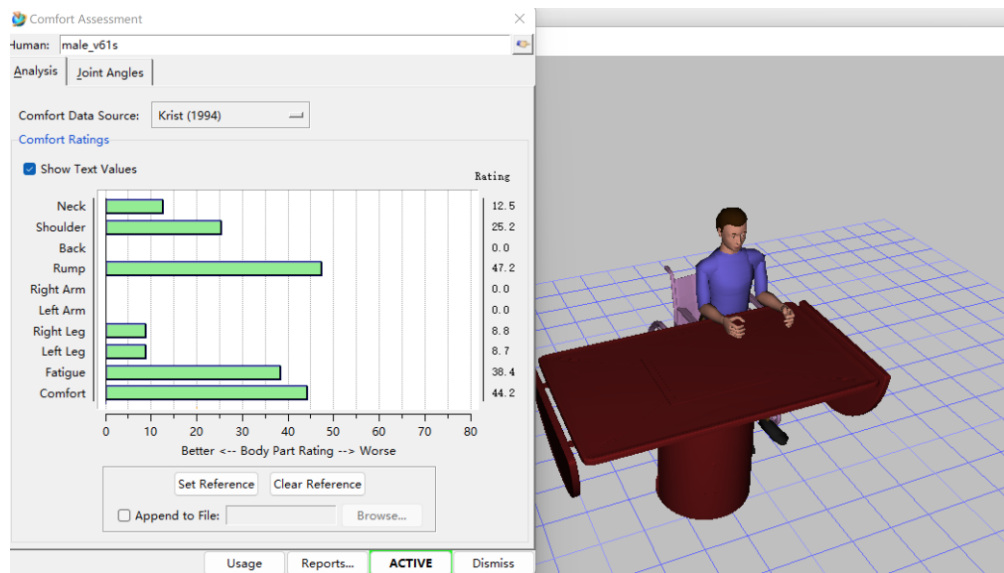 Comfort Assessment
Human: male_v61s
Analysis Joint Angles
Comfort Data Source: Krist (1994)
Comfort Ratings
Show Text Values
Rating
Neck 12.5
Shoulder 25.2
Back 0.0
Rump 47.2
Right Arm 0.0
Left Arm 0.0
Right Leg 8.8
Left Leg 8.7
Fatigue 38.4
Comfort 44.2
0 10 20 30 40 50 60 70 80
Better <-- Body Part Rating --> Worse
Set Reference Clear Reference
Append to File: Browse...
Usage Reports... ACTIVE Dismiss